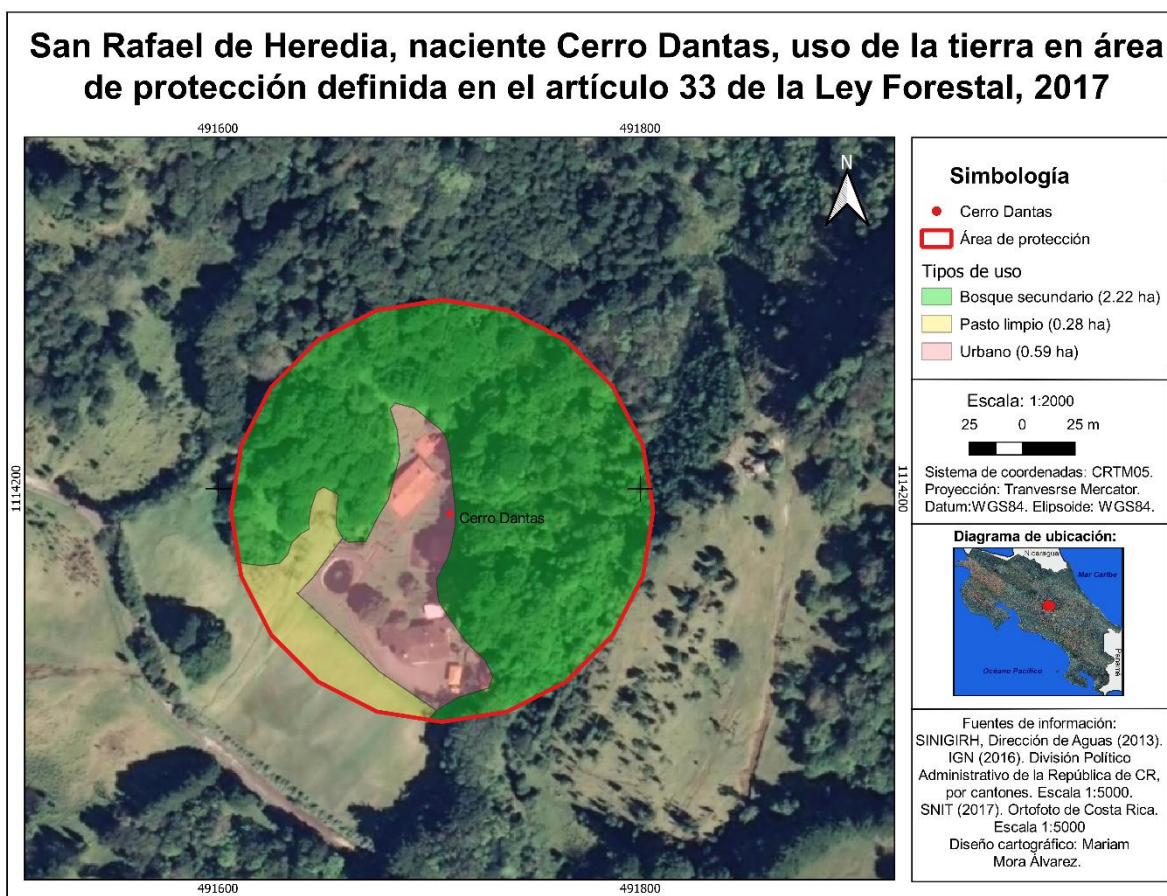 San Rafael de Heredia, naciente Cerro Dantas, uso de la tierra en área
de protección definida en el artículo 33 de la Ley Forestal, 2017
491600
491800
N
1114200
1114200
Cerro Dantas
491600
491800
Simbología
Cerro Dantas
Área de protección
Tipos de uso
Bosque secundario (2.22 ha)
Pasto limpio (0.28 ha)
Urbano (0.59 ha)
Escala: 1:2000
25 0 25 m
Sistema de coordenadas: CRTM05.
Proyección: Tranvesrse Mercator.
Datum:WGS84. Elipsoide: WGS84.
Diagrama de ubicación:
Nicaragua
Mar Caribe
Océano Pacífico
Panamá
Fuentes de información:
SINIGIRH, Dirección de Aguas (2013).
IGN (2016). División Político
Administrativo de la República de CR,
por cantones. Escala 1:5000.
SNIT (2017). Ortofoto de Costa Rica.
Escala 1:5000
Diseño cartográfico: Mariam
Mora Álvarez.